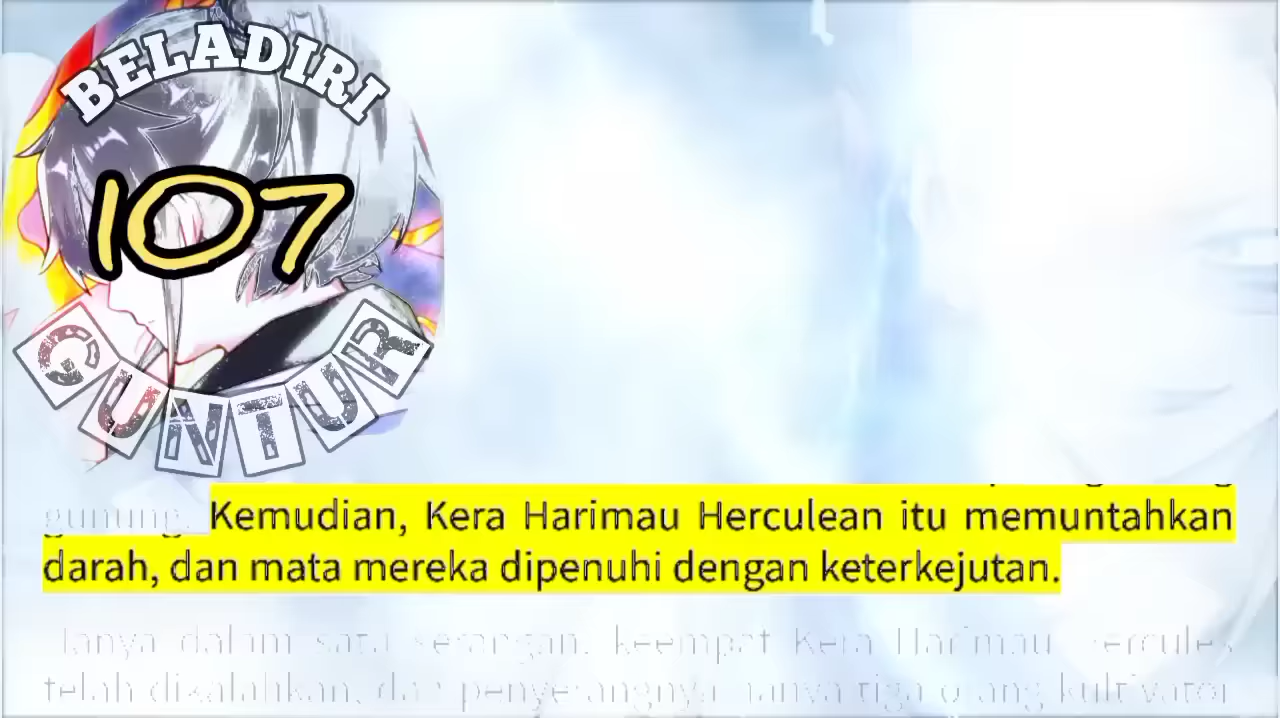 BELADIRI
107
GUNTUR
gunung. Kemudian, Kera Harimau Herculean itu memuntahkan
darah, dan mata mereka dipenuhi dengan keterkejutan.
Hanya dalam satu serangan, keempat Kera Harimau Hercules
telah dikalahkan, dan penyerangnya hanya tiga orang kultivator